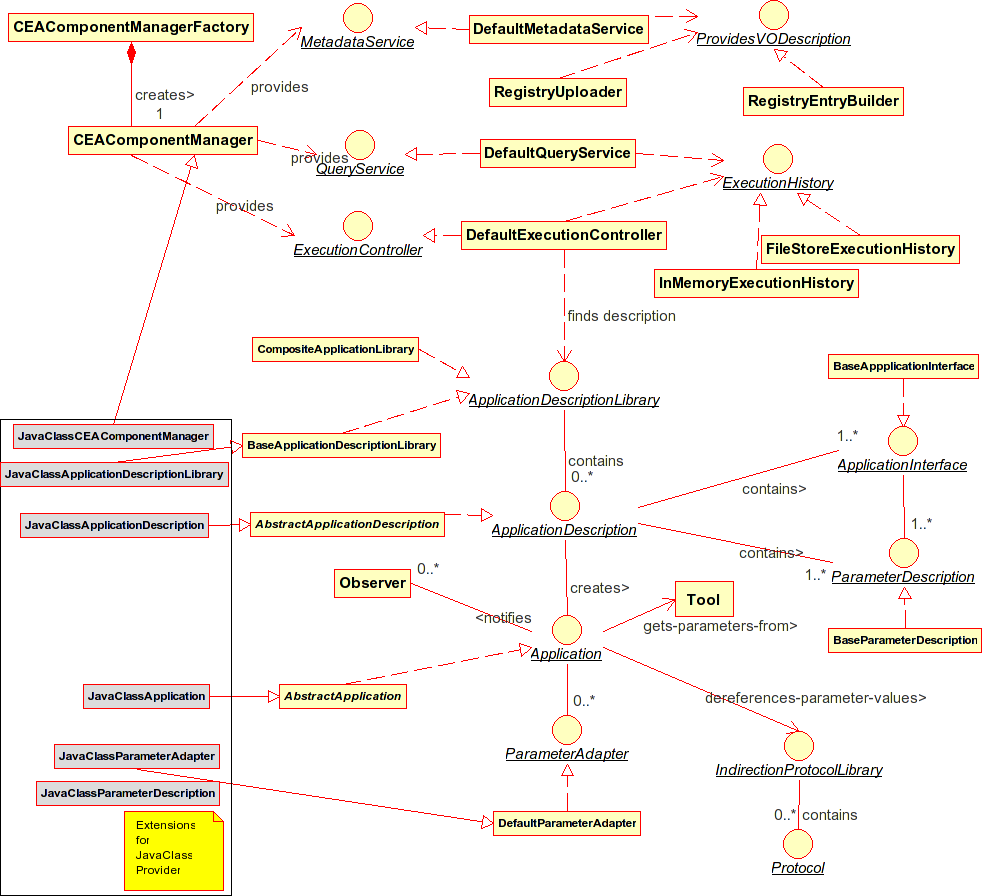 CEAComponentManagerFactory
MetadataService
DefaultMetadataService
ProvidesVODescription
creates>
1
provides
RegistryUploader
RegistryEntryBuilder
CEAComponentManager
provides
QueryService
DefaultQueryService
ExecutionHistory
provides
ExecutionController
DefaultExecutionController
FileStoreExecutionHistory
InMemoryExecutionHistory
finds description
CompositeApplicationLibrary
ApplicationDescriptionLibrary
BaseAppplicationInterface
JavaClassCEAComponentManager
BaseApplicationDescriptionLibrary
1..*
ApplicationInterface
JavaClassApplicationDescriptionLibrary
contains
0..*
contains>
JavaClassApplicationDescription
AbstractApplicationDescription
ApplicationDescription
1..*
contains>
1..*
ParameterDescription
Observer
0..*
creates>
Tool
<notifies
gets-parameters-from>
Application
BaseParameterDescription
JavaClassApplication
AbstractApplication
0..*
dereferences-parameter-values>
JavaClassParameterAdapter
ParameterAdapter
IndirectionProtocolLibrary
JavaClassParameterDescription
DefaultParameterAdapter
0..* contains
Protocol
Extensions
for
JavaClass
Provider